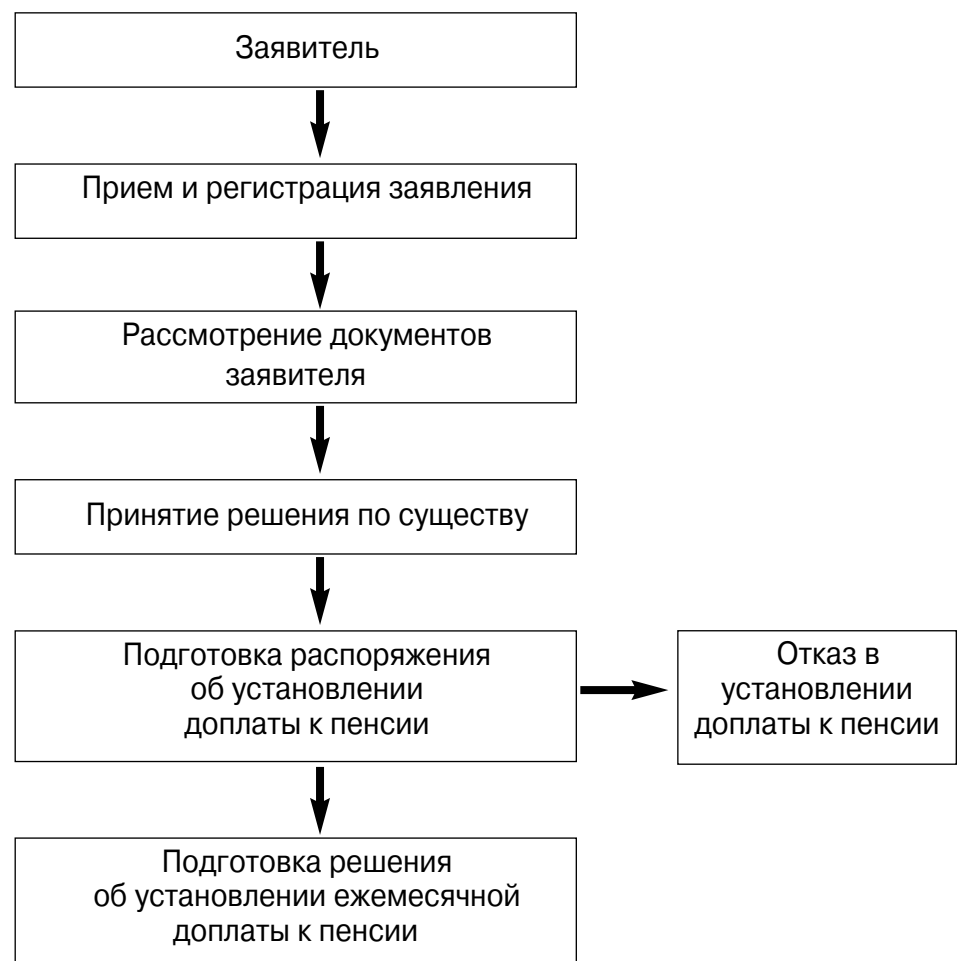 Заявитель
Прием и регистрация заявления
Рассмотрение документов
заявителя
Принятие решения по существу
Подготовка распоряжения
об установлении
доплаты к пенсии
Отказ в
установлении
доплаты к пенсии
Подготовка решения
об установлении ежемесячной
доплаты к пенсии